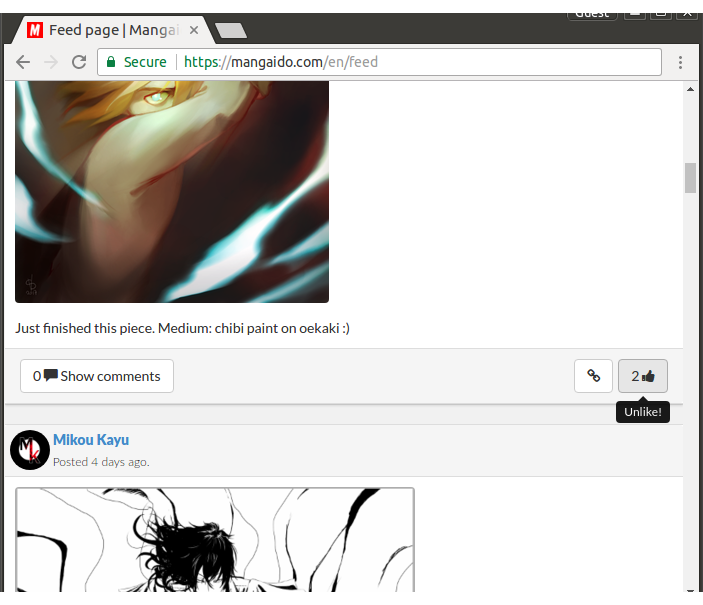 Guest
M Feed page | Mangai
Secure https://mangaido.com/en/feed
Just finished this piece. Medium: chibi paint on oekaki :)
0 Show comments
2
Unlike!
Mk
Mikou Kayu
Posted 4 days ago.